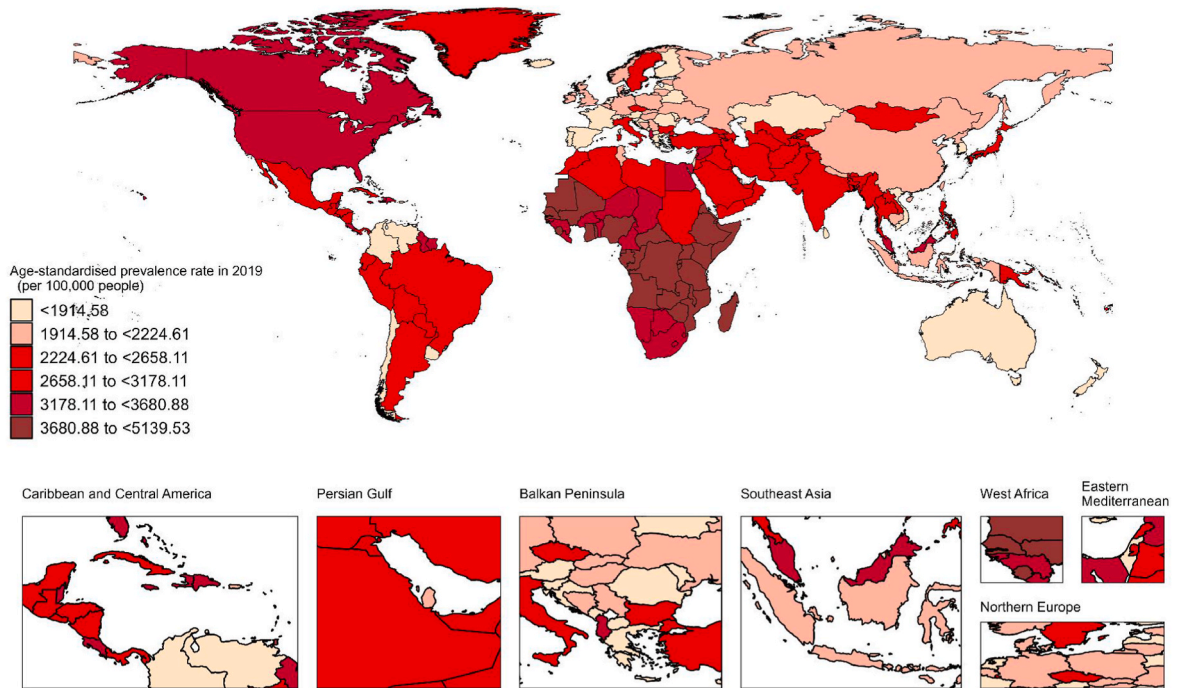 Age-standardised prevalence rate in 2019
(per 100,000 people)
<1914.58
1914.58 to <2224.61
2224.61 to <2658.11
2658.11 to <3178.11
3178.11 to <3680.88
3680.88 to <5139.53
Caribbean and Central America
Persian Gulf
Balkan Peninsula
Southeast Asia
West Africa
Eastern
Mediterranean
Northern Europe